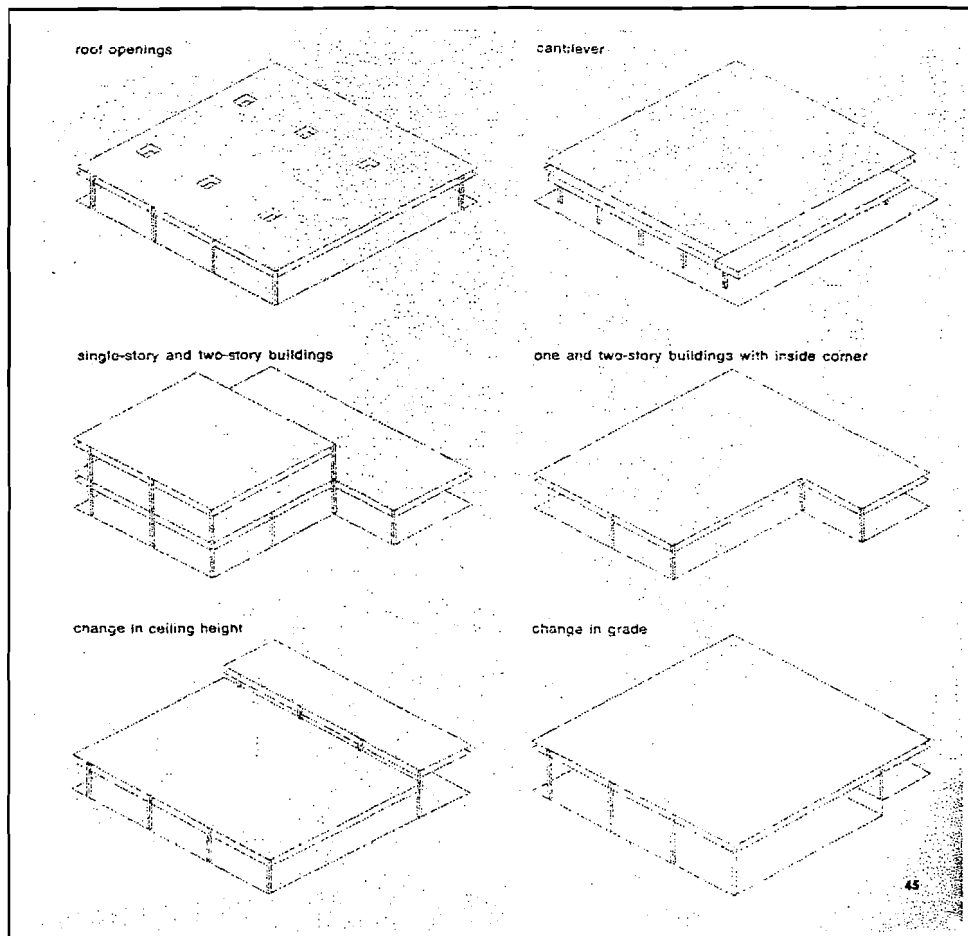 roof openings
cantilever
single-story and two-story buildings
one and two-story buildings with inside corner
change in ceiling height
change in grade
45